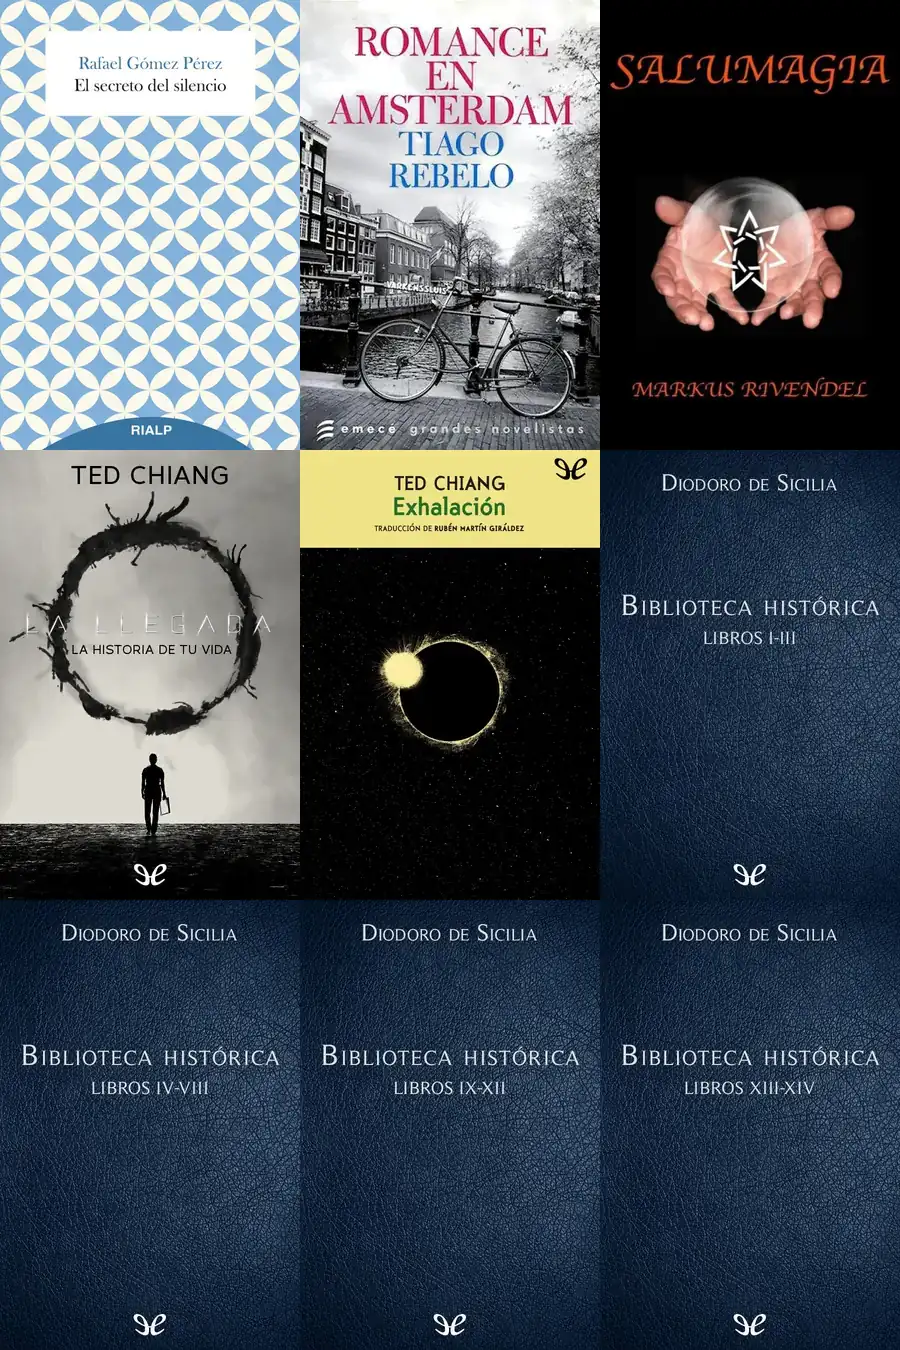 Rafael Gómez Pérez
El secreto del silencio
RIALP
ROMANCE
EN
AMSTERDAM
TIAGO
REBELO
VARKENSSLUIS
emecé grandes novelistas
SALUMAGIA
MARKUS RIVENDEL
TED CHIANG
LA LLEGADA
LA HISTORIA DE TU VIDA
TED CHIANG
Exhalación
TRADUCCIÓN DE RUBÉN MARTÍN GIRÁLDEZ
DIODORO DE SICILIA
BIBLIOTECA HISTÓRICA
LIBROS I-III
DIODORO DE SICILIA
BIBLIOTECA HISTÓRICA
LIBROS IV-VIII
DIODORO DE SICILIA
BIBLIOTECA HISTÓRICA
LIBROS IX-XII
DIODORO DE SICILIA
BIBLIOTECA HISTÓRICA
LIBROS XIII-XIV